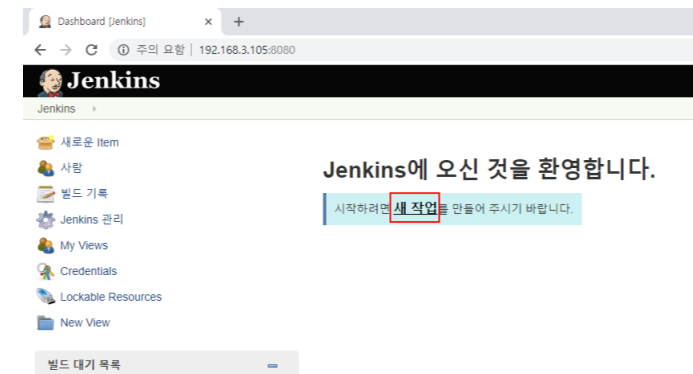 Dashboard [Jenkins]
주의 요함 | 192.168.3.105:8080
Jenkins
Jenkins
새로운 Item
사람
빌드 기록
Jenkins 관리
My Views
Credentials
Lockable Resources
New View
빌드 대기 목록
Jenkins에 오신 것을 환영합니다.
시작하려면 새 작업를 만들어 주시기 바랍니다.